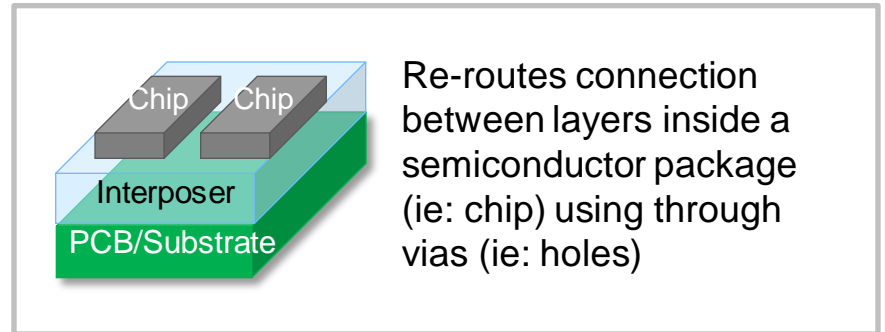 Chip Chip
Interposer
PCB/Substrate
Re-routes connection
between layers inside a
semiconductor package
(ie: chip) using through
vias (ie: holes)